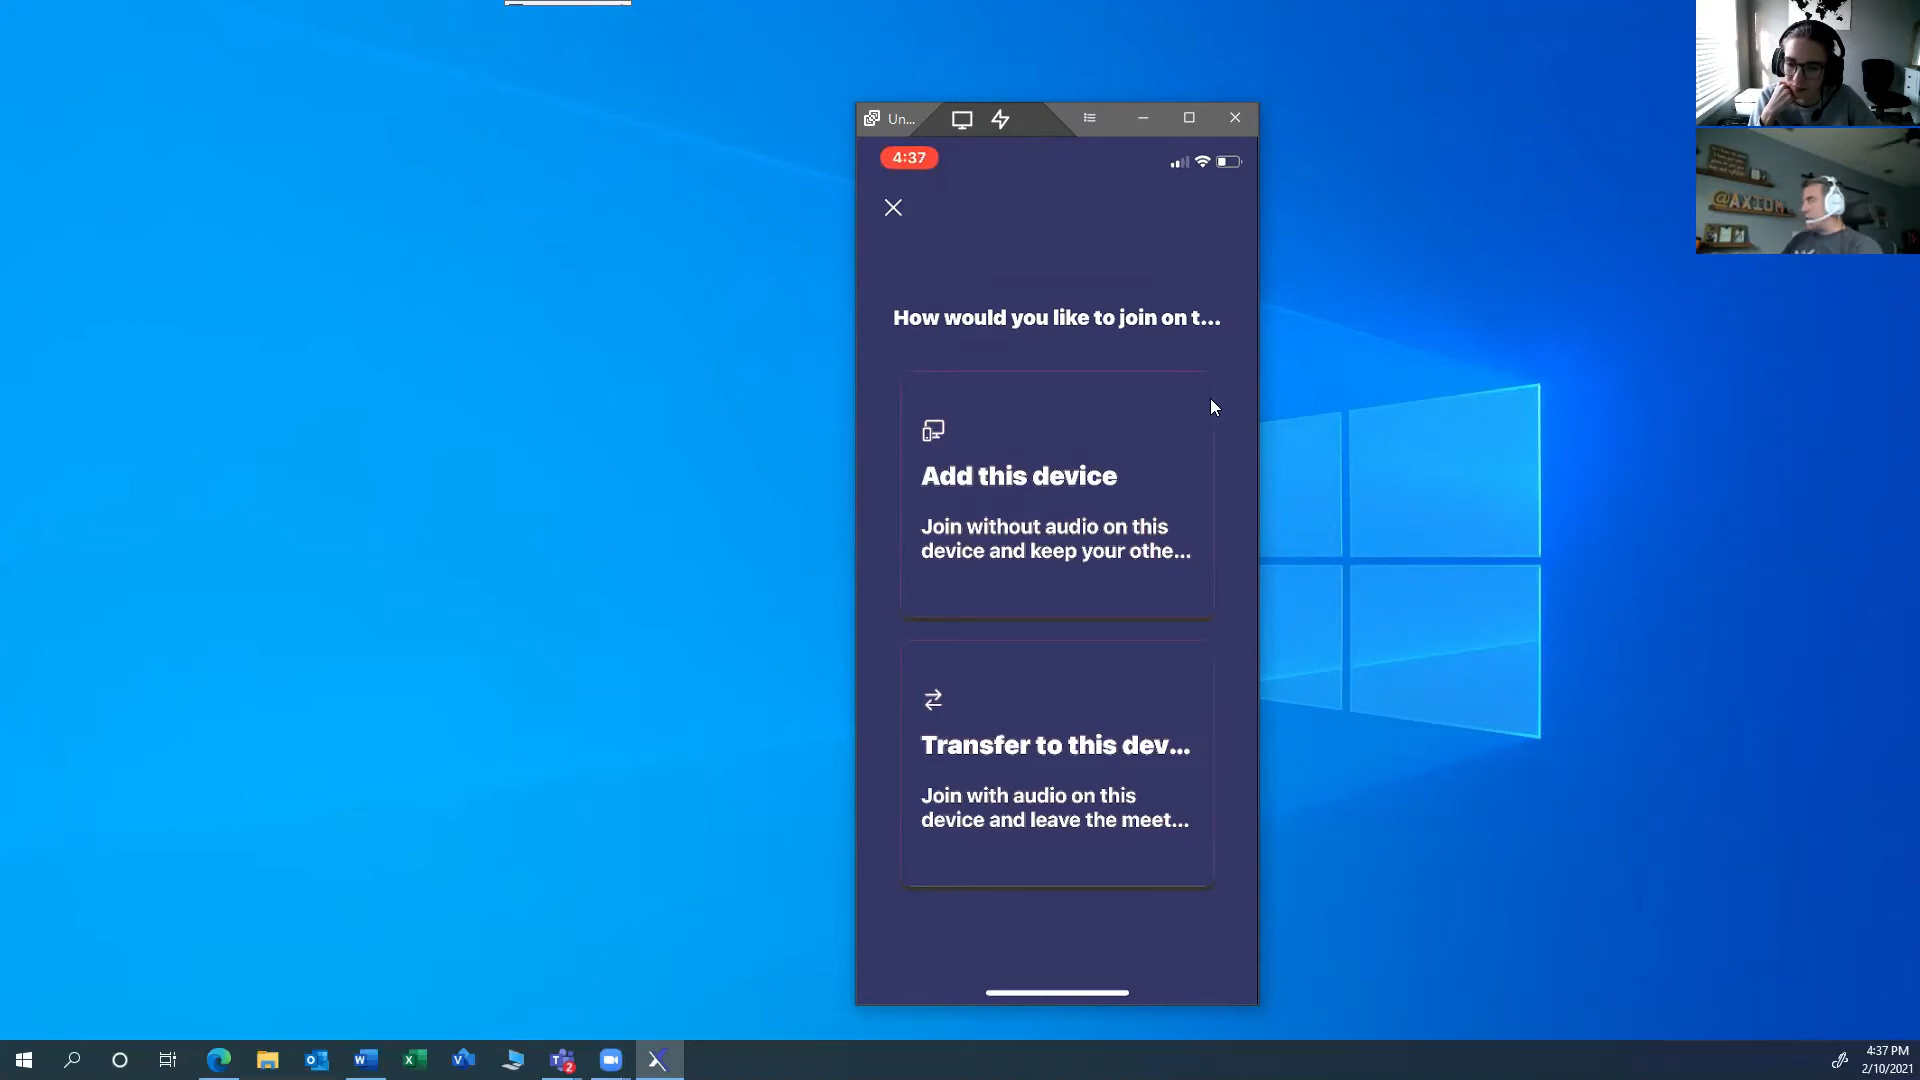 Un...
4:37
How would you like to join on t...
Add this device
Join without audio on this
device and keep your othe...
Transfer to this dev...
Join with audio on this
device and leave the meet...
@AXIOM
2
4:37 PM
2/10/2021